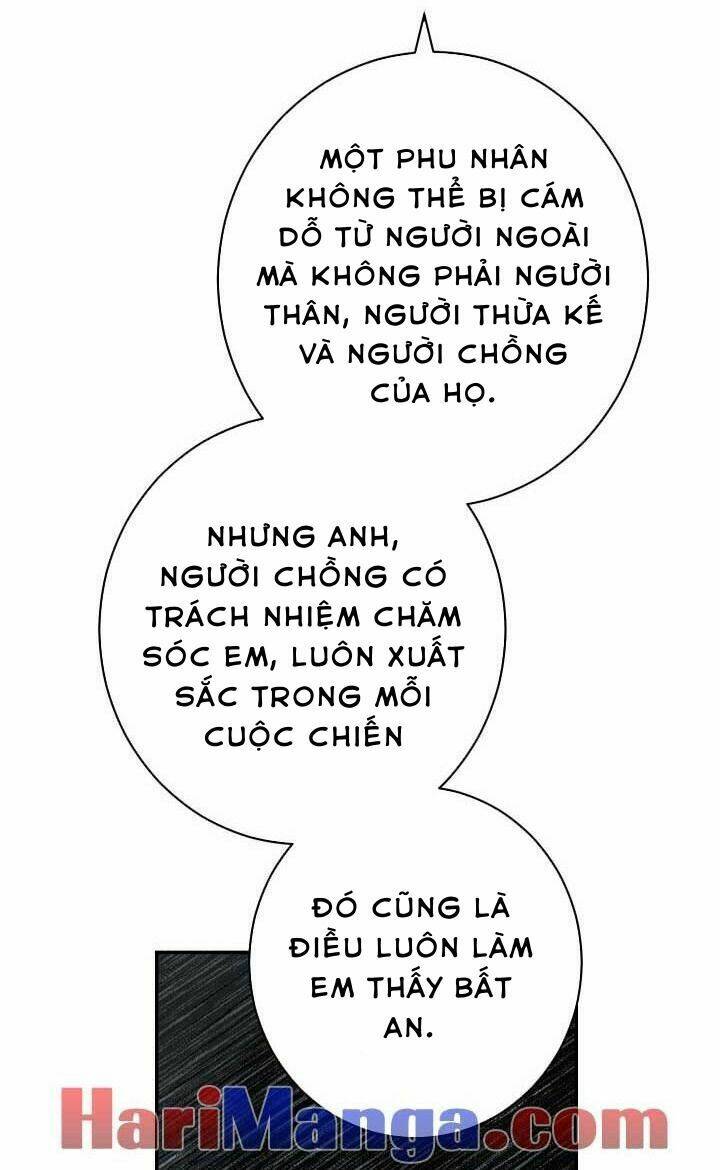 MỘT PHU NHÂN
KHÔNG THỂ BỊ CÁM
DỖ TỪ NGƯỜI NGOÀI
MÀ KHÔNG PHẢI NGƯỜI
THÂN, NGƯỜI THỪA KẾ
VÀ NGƯỜI CHỒNG
CỦA HỌ.
NHƯNG ANH,
NGƯỜI CHỒNG CÓ
TRÁCH NHIỆM CHĂM
SÓC EM, LUÔN XUẤT
SẮC TRONG MỖI
CUỘC CHIẾN
ĐÓ CŨNG LÀ
ĐIỀU LUÔN LÀM
EM THẤY BẤT
AN.
HariManga.com